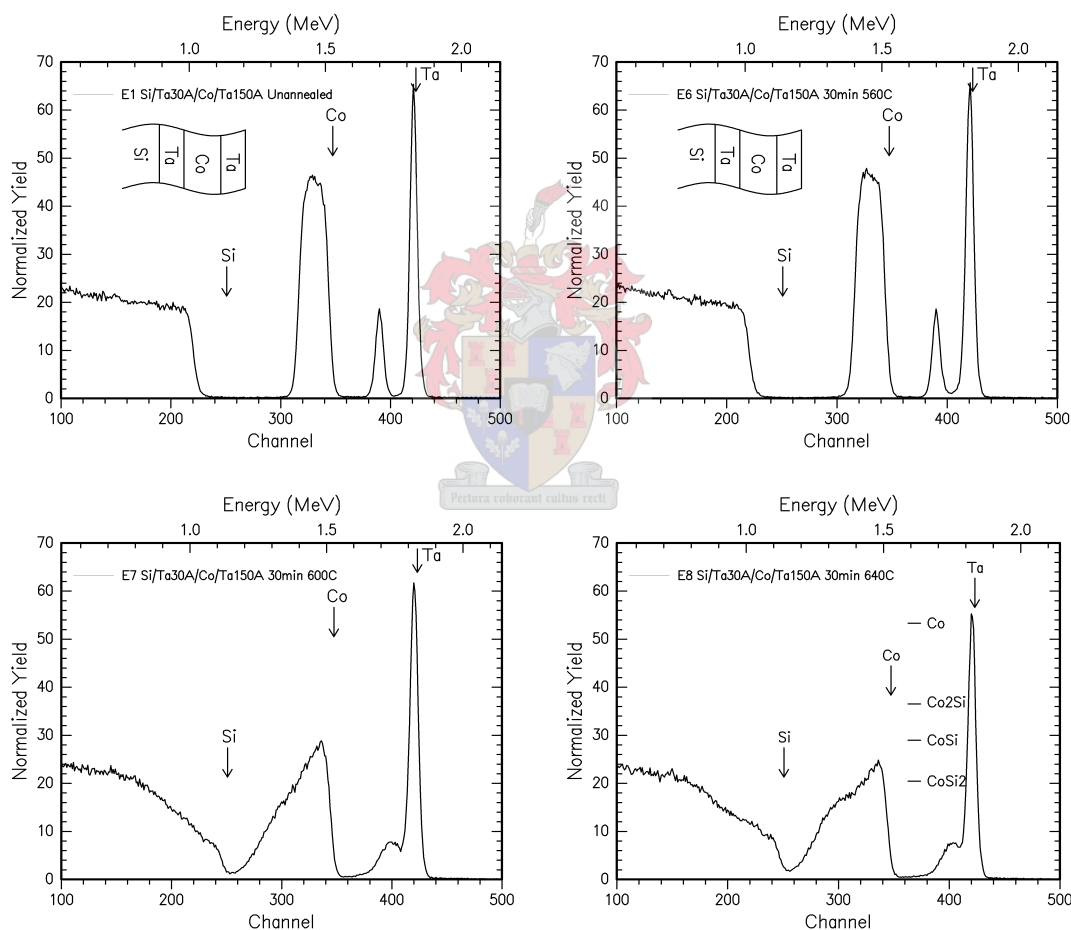 Energy (MeV)
1.0 1.5 2.0
70
60
50
40
30
20
10
0
Normalized Yield
E1 Si/Ta30A/Co/Ta150A Unannealed
Si Ta Co Ta
Si
Co
Ta
100 200 300 400 500
Channel
Energy (MeV)
1.0 1.5 2.0
70
60
50
40
30
20
10
0
Normalized Yield
E6 Si/Ta30A/Co/Ta150A 30min 560C
Si Ta Co Ta
Si
Co
Ta
100 200 300 400 500
Channel
Pectura roborant cultus recti
Energy (MeV)
1.0 1.5 2.0
70
60
50
40
30
20
10
0
Normalized Yield
E7 Si/Ta30A/Co/Ta150A 30min 600C
Si
Co
Ta
100 200 300 400 500
Channel
Energy (MeV)
1.0 1.5 2.0
70
60
50
40
30
20
10
0
Normalized Yield
E8 Si/Ta30A/Co/Ta150A 30min 640C
Si
Co
Ta
Co
Co2Si
CoSi
CoSi2
100 200 300 400 500
Channel